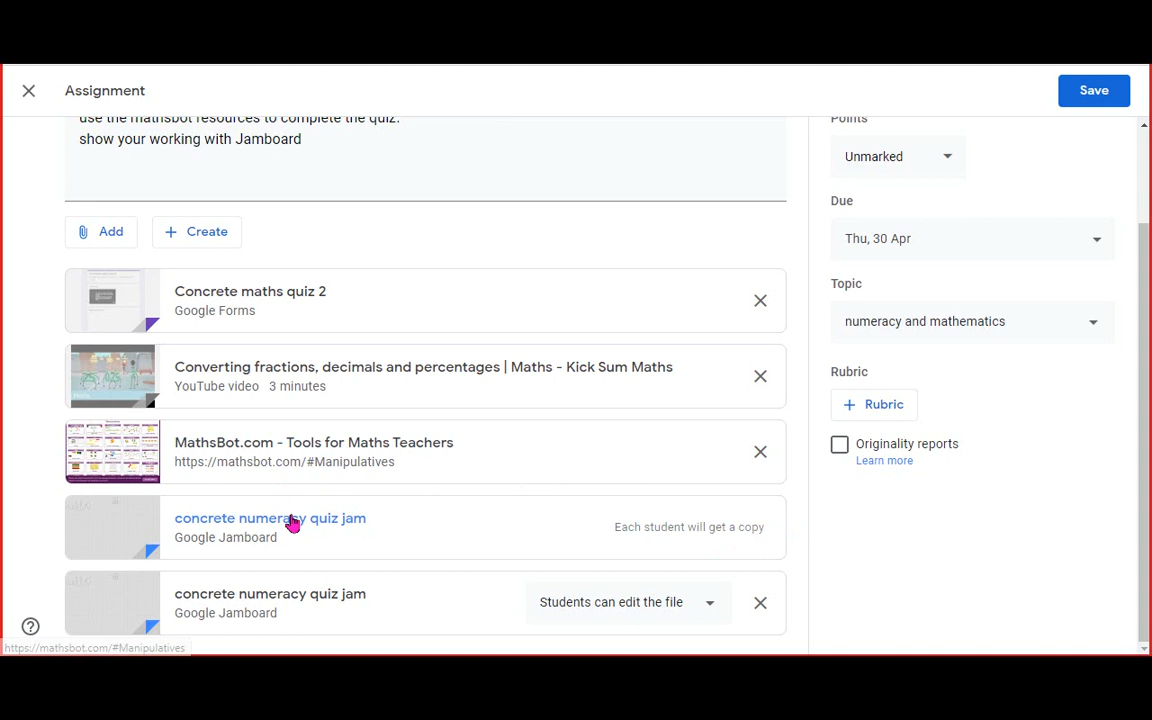 Assignment
Save
use the mathsbot resources to complete the quiz.
show your working with Jamboard
Add
Create
Concrete maths quiz 2
Google Forms
Converting fractions, decimals and percentages | Maths - Kick Sum Maths
YouTube video 3 minutes
MathsBot.com - Tools for Maths Teachers
https://mathsbot.com/#Manipulatives
concrete numeracy quiz jam
Google Jamboard
Each student will get a copy
concrete numeracy quiz jam
Google Jamboard
Students can edit the file
https://mathsbot.com/#Manipulatives
Points
Unmarked
Due
Thu, 30 Apr
Topic
numeracy and mathematics
Rubric
Rubric
Originality reports
Learn more